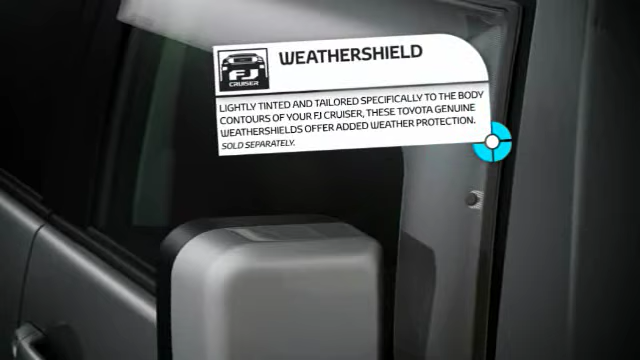 WEATHERSHIELD
FJ
CRUISER
LIGHTLY TINTED AND TAILORED SPECIFICALLY TO THE BODY
CONTOURS OF YOUR FJ CRUISER, THESE TOYOTA GENUINE
WEATHERSHIELDS OFFER ADDED WEATHER PROTECTION.
SOLD SEPARATELY.